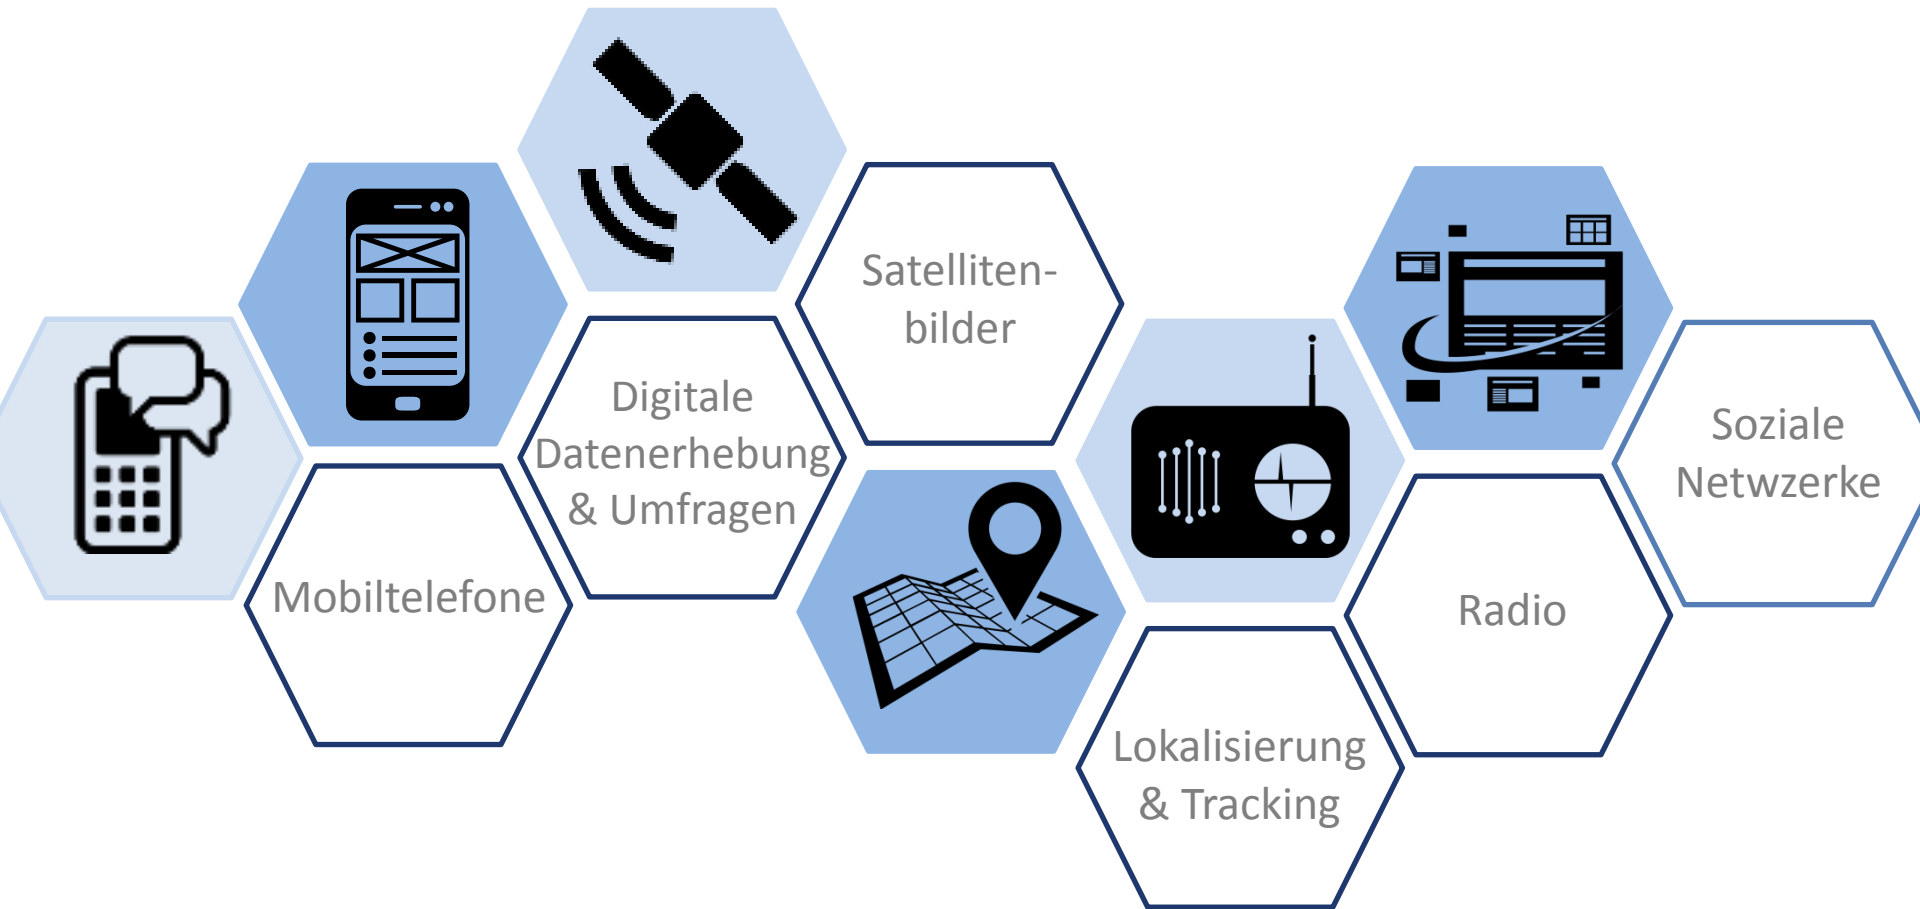 Mobiltelefone
Digitale
Datenerhebung
& Umfragen
Satelliten-
bilder
Lokalisierung
& Tracking
Radio
Soziale
Netwzerke